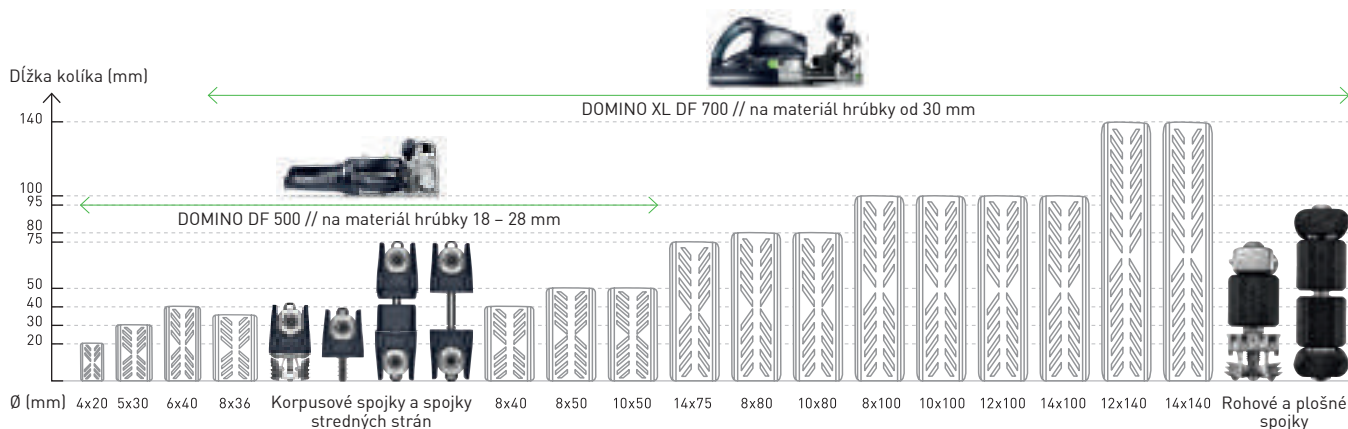 Dĺžka kolíka (mm)
DOMINO XL DF 700 // na materiál hrúbky od 30 mm
140
100
95
DOMINO DF 500 // na materiál hrúbky 18 – 28 mm
80
75
50
40
30
20
Ø (mm) 4x20 5x30 6x40 8x36 Korpusové spojky a spojky 8x40 8x50 10x50 14x75 8x80 10x80 8x100 10x100 12x100 14x100 12x140 14x140 Rohové a plošné
stredných strán spojky